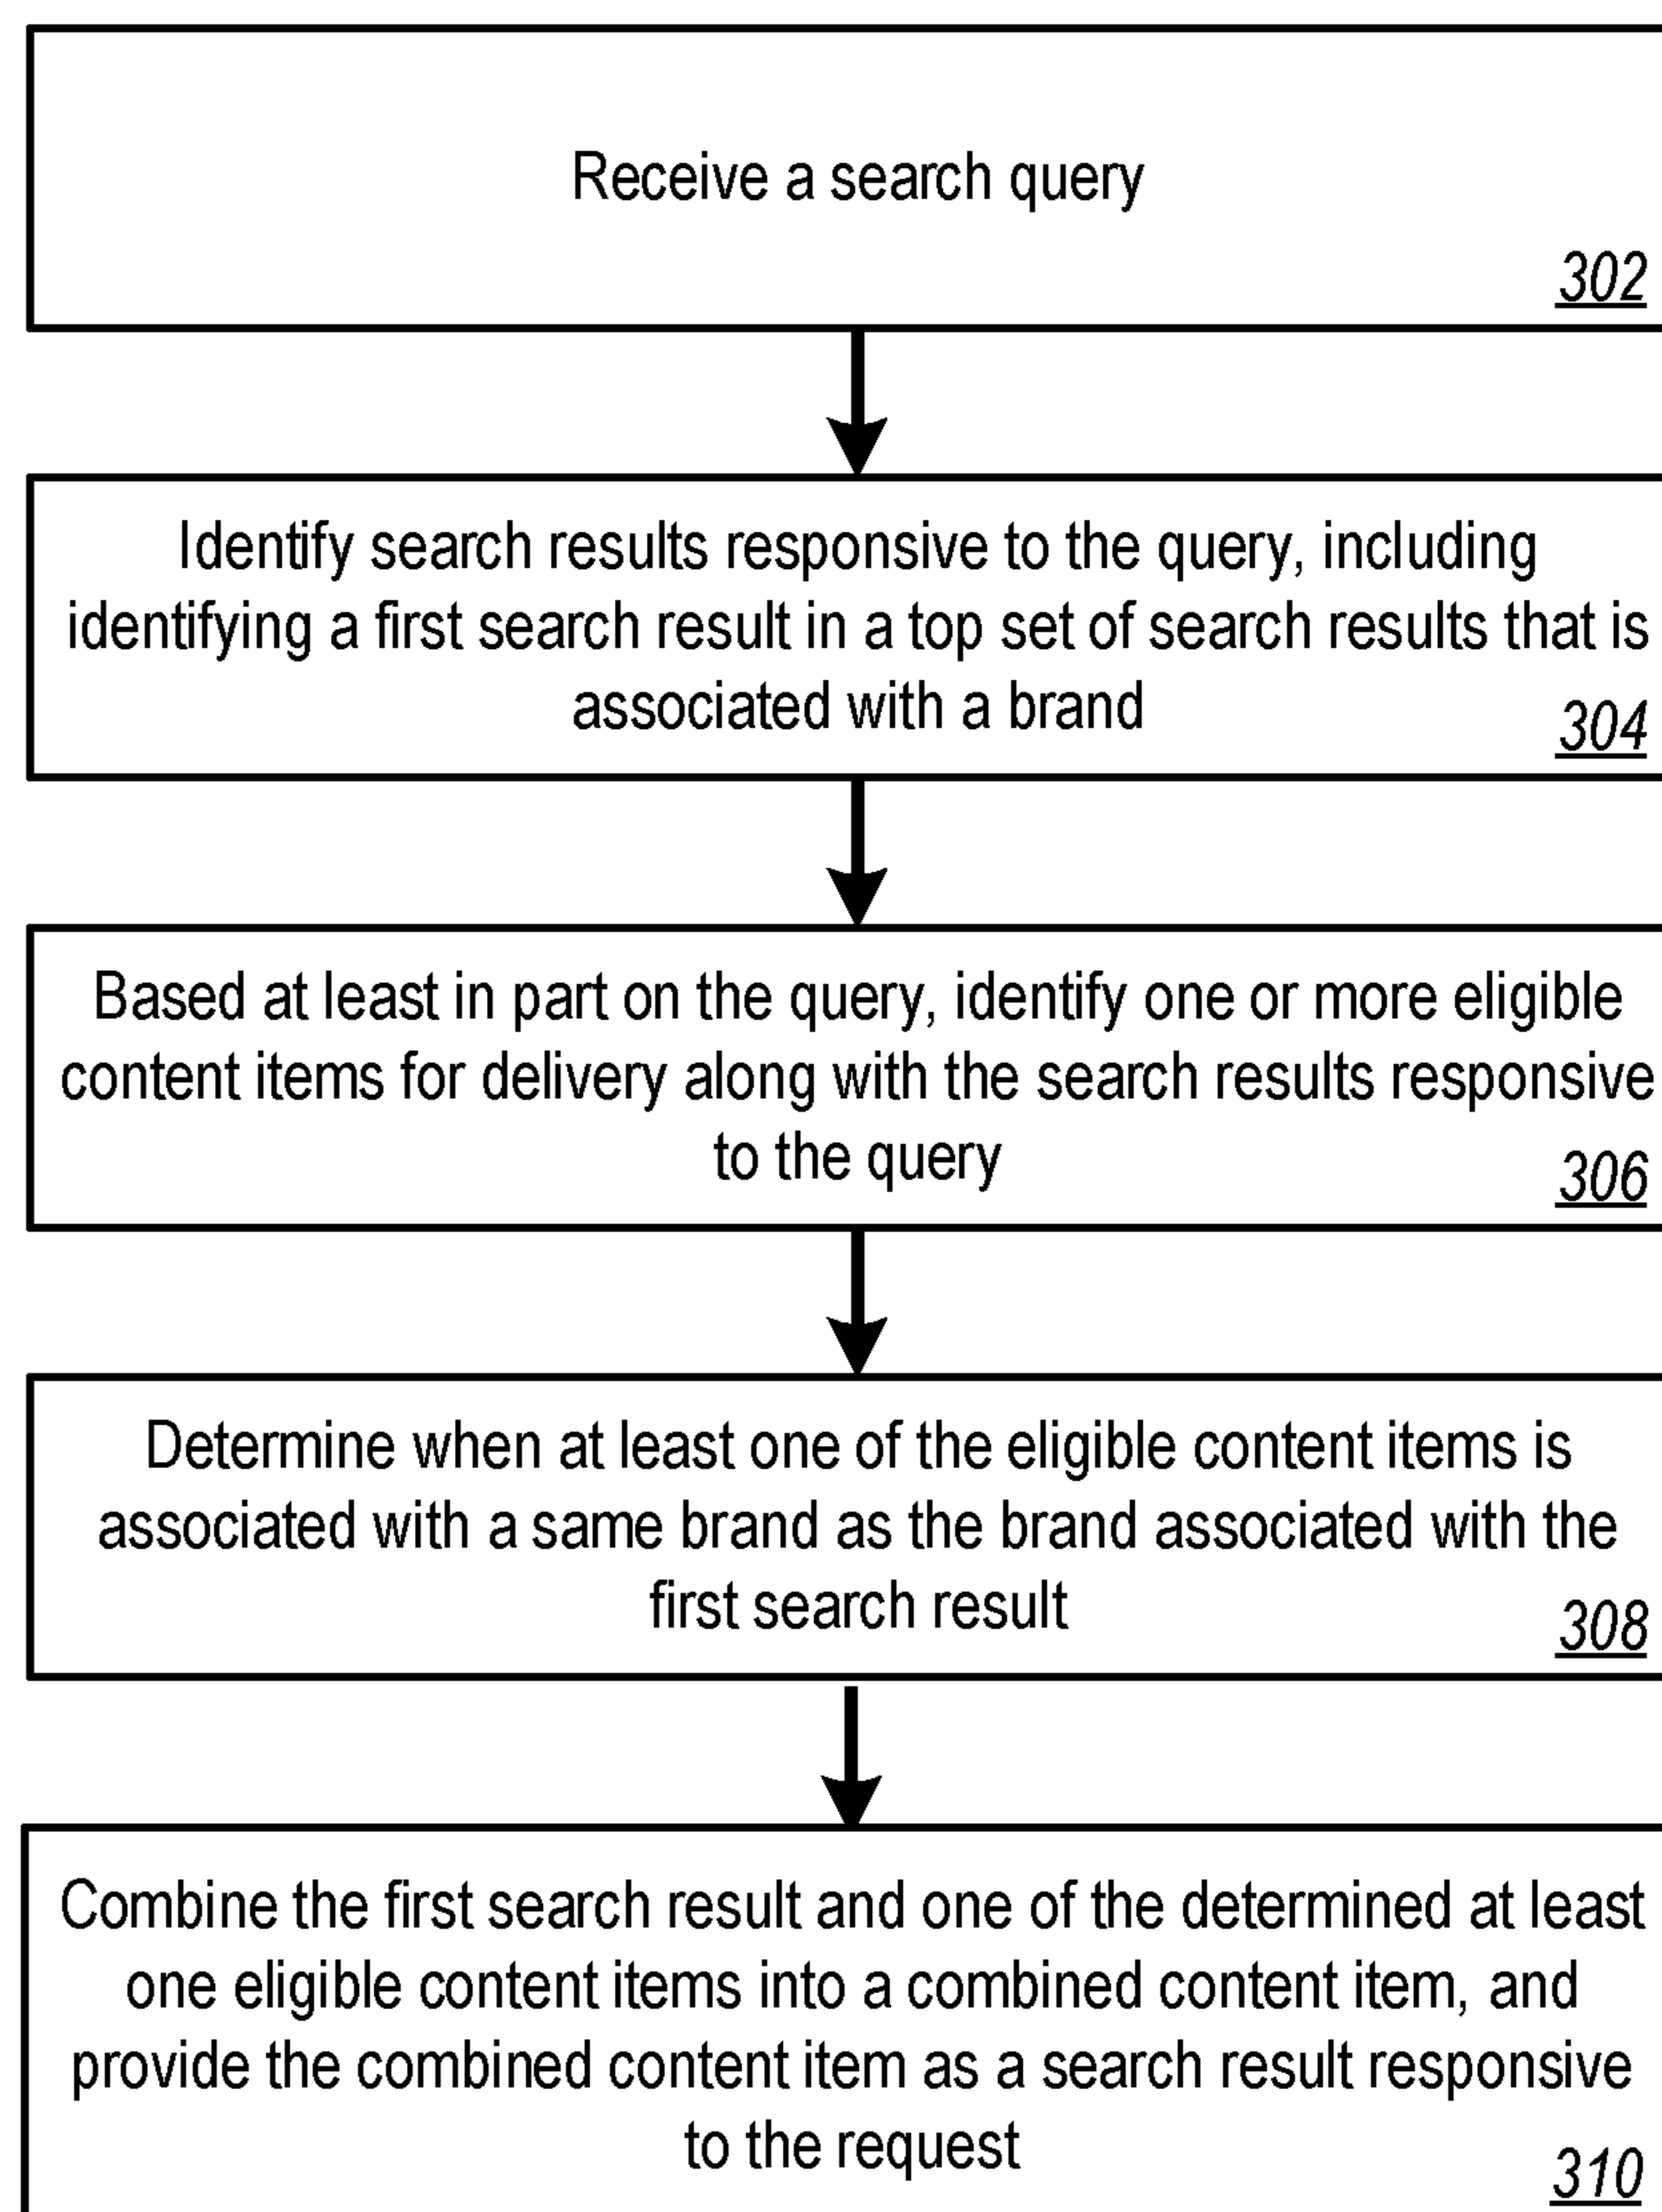 Receive a search query
302
Identify search results responsive to the query, including
identifying a first search result in a top set of search results that is
associated with a brand
304
Based at least in part on the query, identify one or more eligible
content items for delivery along with the search results responsive
to the query
306
Determine when at least one of the eligible content items is
associated with a same brand as the brand associated with the
first search result
308
Combine the first search result and one of the determined at least
one eligible content items into a combined content item, and
provide the combined content item as a search result responsive
to the request
310